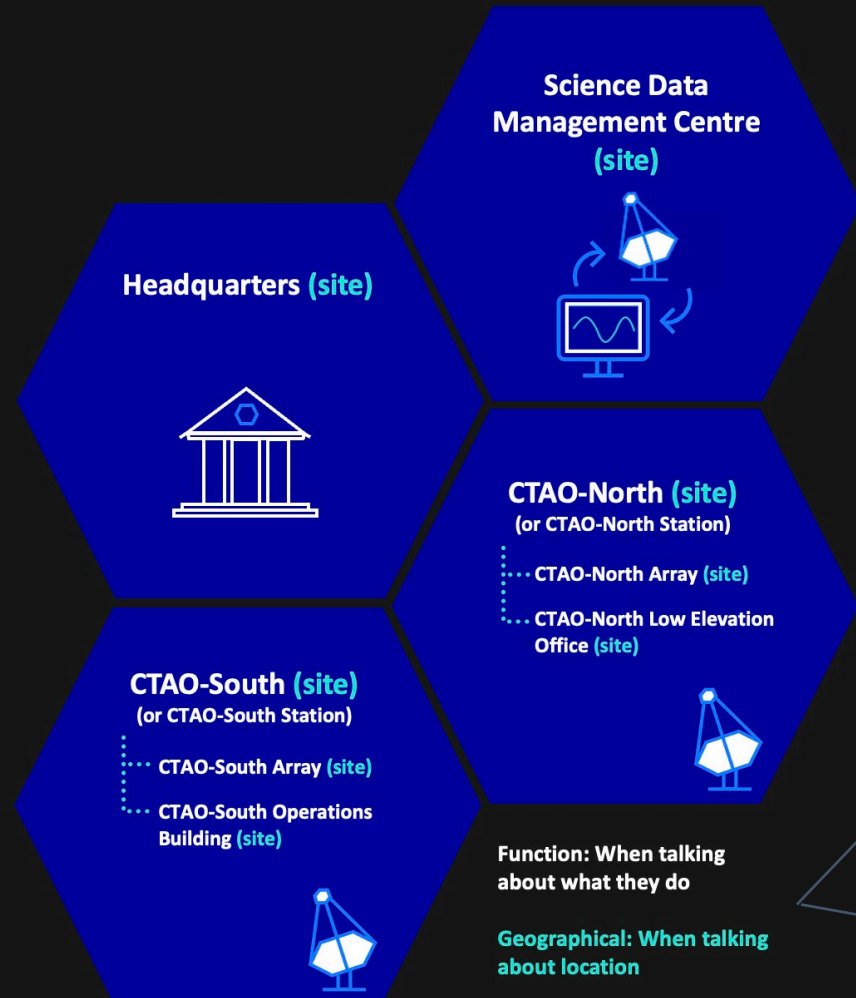 Science Data
Management Centre
(site)
Headquarters (site)
CTAO-North (site)
(or CTAO-North Station)
CTAO-North Array (site)
CTAO-North Low Elevation
Office (site)
CTAO-South (site)
(or CTAO-South Station)
CTAO-South Array (site)
CTAO-South Operations
Building (site)
Function: When talking
about what they do
Geographical: When talking
about location